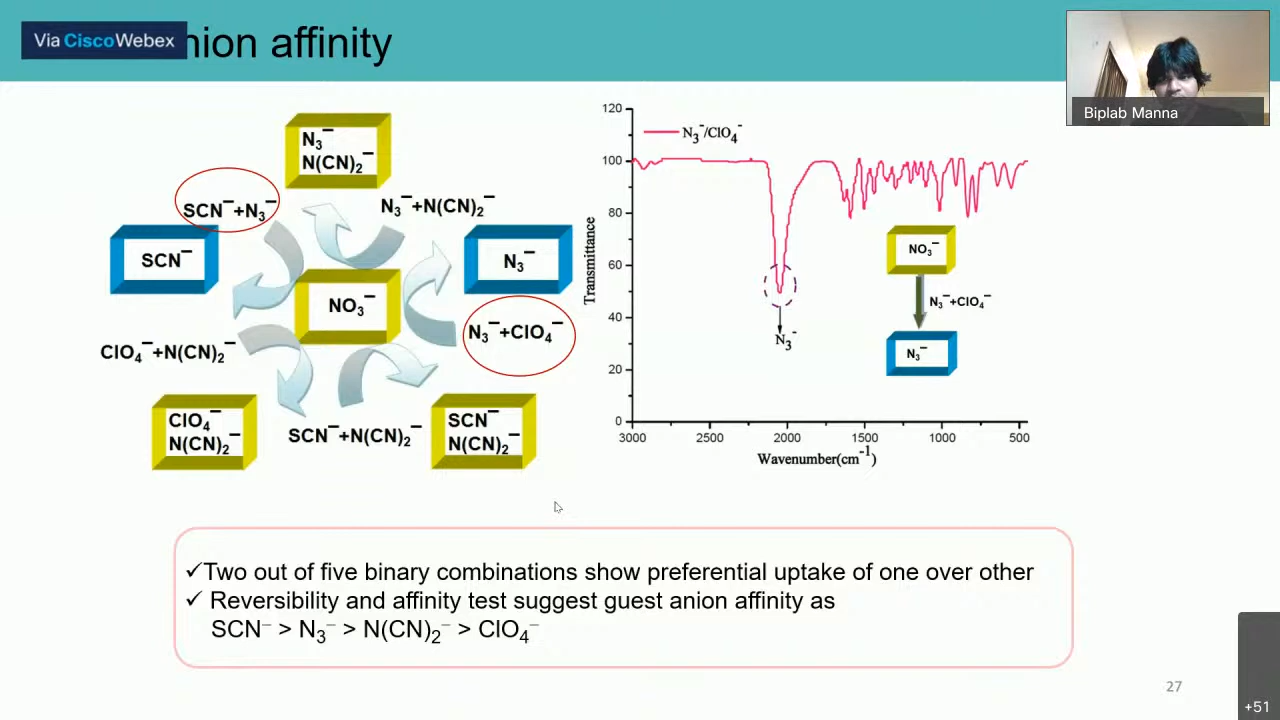 Via CiscoWebex
nion affinity
Biplab Manna
N₃⁻
N(CN)₂⁻
SCN⁻+N₃⁻
N₃⁻+N(CN)₂⁻
SCN⁻
N₃⁻
NO₃⁻
N₃⁻+ClO₄⁻
ClO₄⁻+N(CN)₂⁻
ClO₄⁻
N(CN)₂⁻
SCN⁻+N(CN)₂⁻
SCN⁻
N(CN)₂⁻
120
100
80
60
40
20
0
Transmittance
N₃⁻/ClO₄⁻
N₃⁻
NO₃⁻
N₃⁻+ClO₄⁻
N₃⁻
3000 2500 2000 1500 1000 500
Wavenumber(cm⁻¹)
✓Two out of five binary combinations show preferential uptake of one over other
✓ Reversibility and affinity test suggest guest anion affinity as
SCN⁻ > N₃⁻ > N(CN)₂⁻ > ClO₄⁻
27
+51